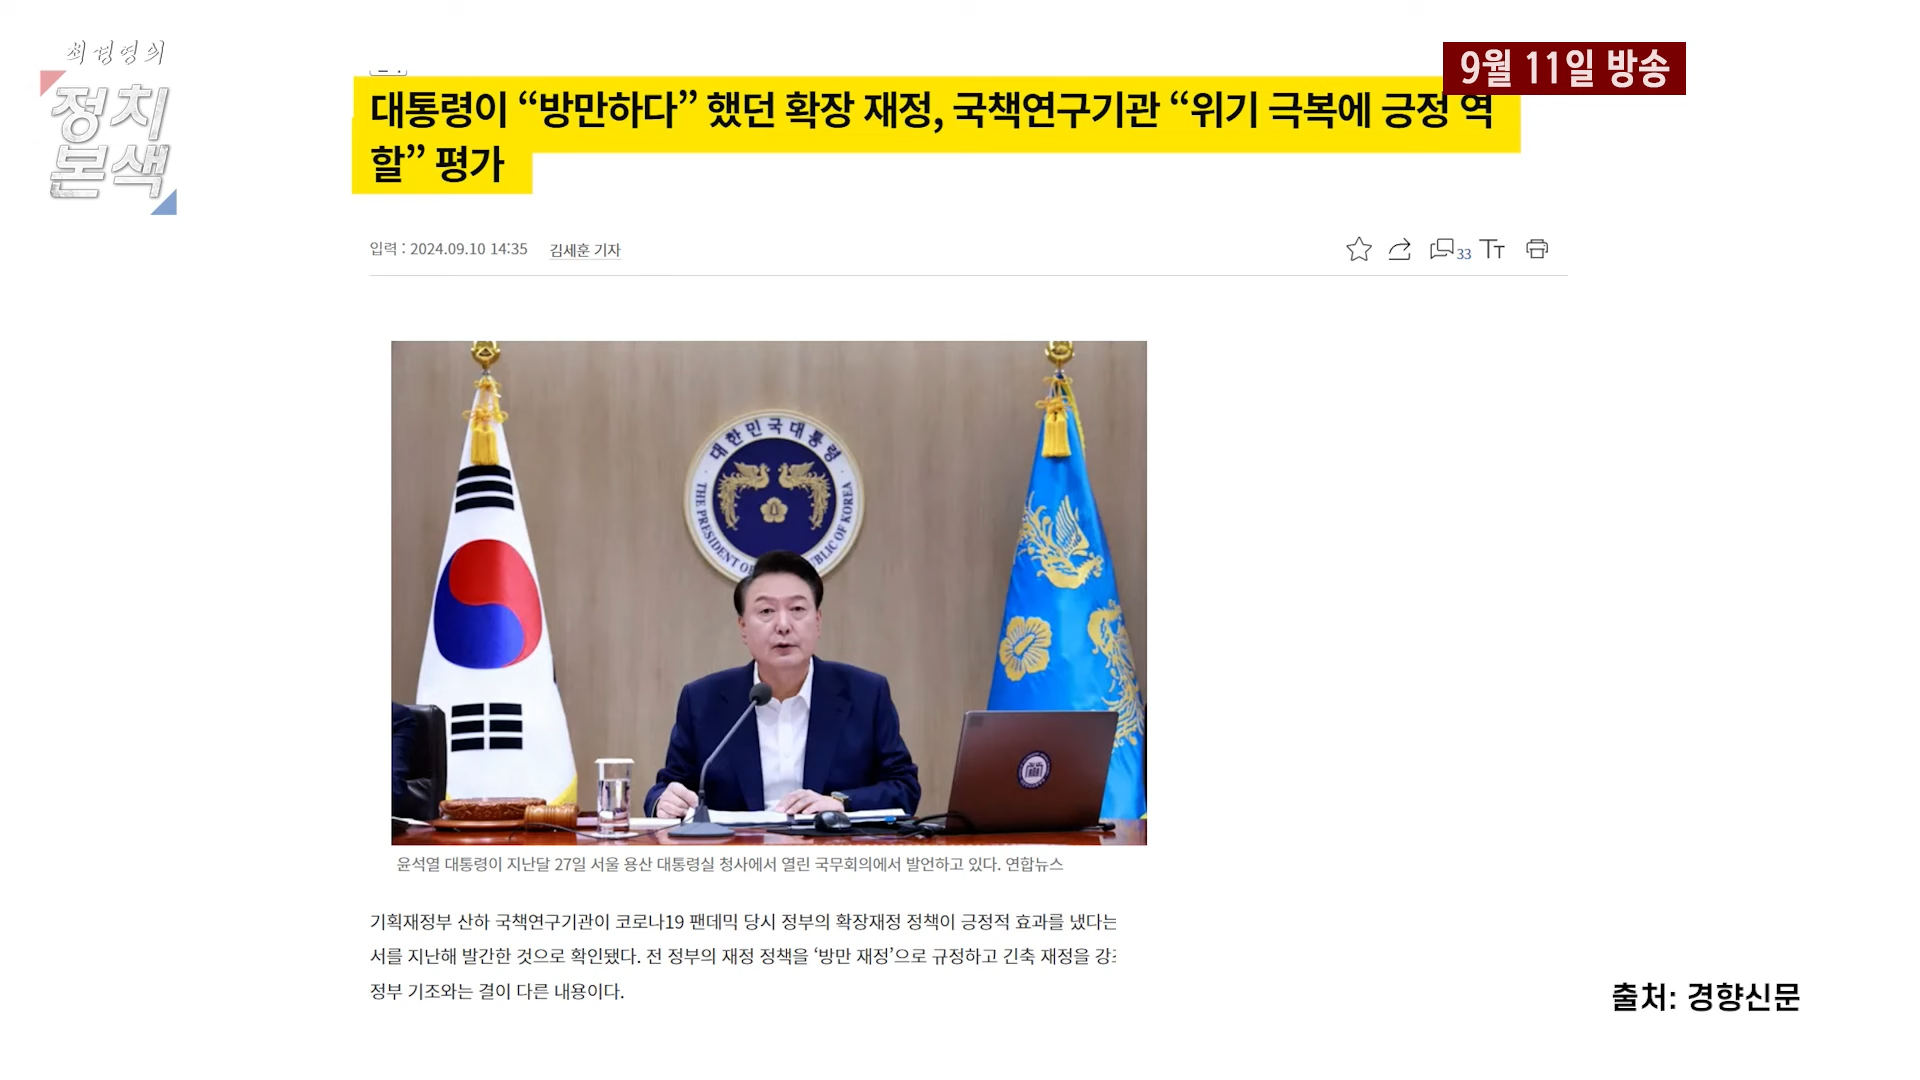 최경영의
정치
본색
9월 11일 방송
대통령이 “방만하다” 했던 확장 재정, 국책연구기관 “위기 극복에 긍정 역
할” 평가
입력 : 2024.09.10 14:35 김세훈 기자
33 TT
대한민국대통령
THE PRESIDENT OF
PUBLIC OF KOREA
윤석열 대통령이 지난달 27일 서울 용산 대통령실 청사에서 열린 국무회의에서 발언하고 있다. 연합뉴스
기획재정부 산하 국책연구기관이 코로나19 팬데믹 당시 정부의 확장재정 정책이 긍정적 효과를 냈다는
서를 지난해 발간한 것으로 확인됐다. 전 정부의 재정 정책을 ‘방만 재정’으로 규정하고 긴축 재정을 강
정부 기조와는 결이 다른 내용이다.
출처: 경향신문